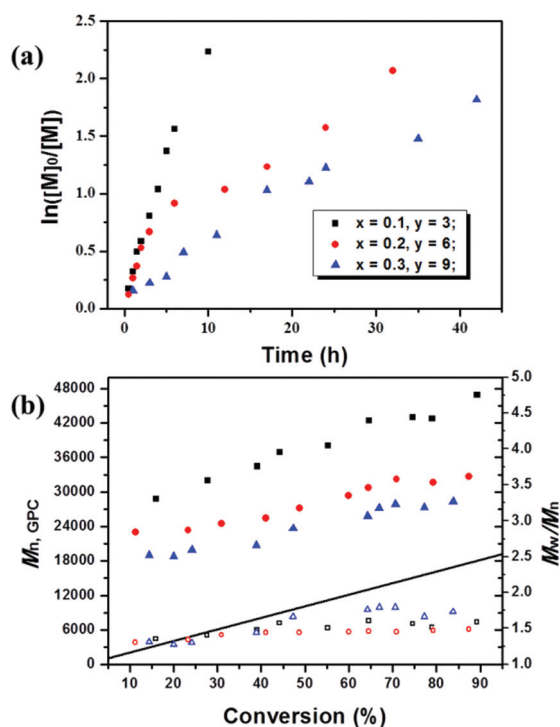 (a)
ln([M]0/[M])
2.5
2.0
1.5
1.0
0.5
0.0
x = 0.1, y = 3;
x = 0.2, y = 6;
x = 0.3, y = 9;
0 10 20 30 40
Time (h)
(b)
Mn, GPC
48000
42000
36000
30000
24000
18000
12000
6000
0
5.0
4.5
4.0
3.5
3.0
2.5
2.0
1.5
1.0
Mw/Mn
10 20 30 40 50 60 70 80 90
Conversion (%)